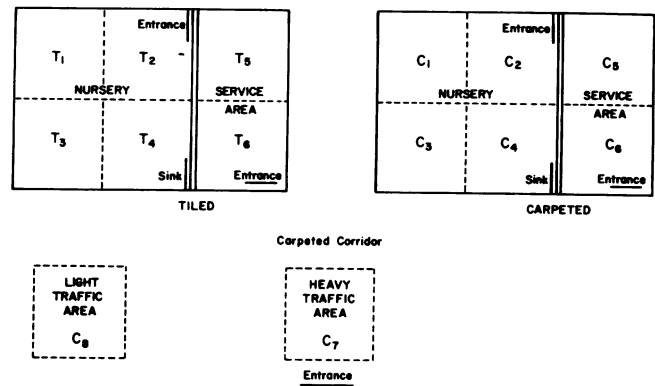 Entrance
T1 T2 T5
NURSERY SERVICE
AREA
T3 T4 T6
Sink Entrance
TILED
Entrance
C1 C2 C5
NURSERY SERVICE
AREA
C3 C4 C6
Sink Entrance
CARPETED
Carpeted Corridor
LIGHT
TRAFFIC
AREA
C8
HEAVY
TRAFFIC
AREA
C7
Entrance